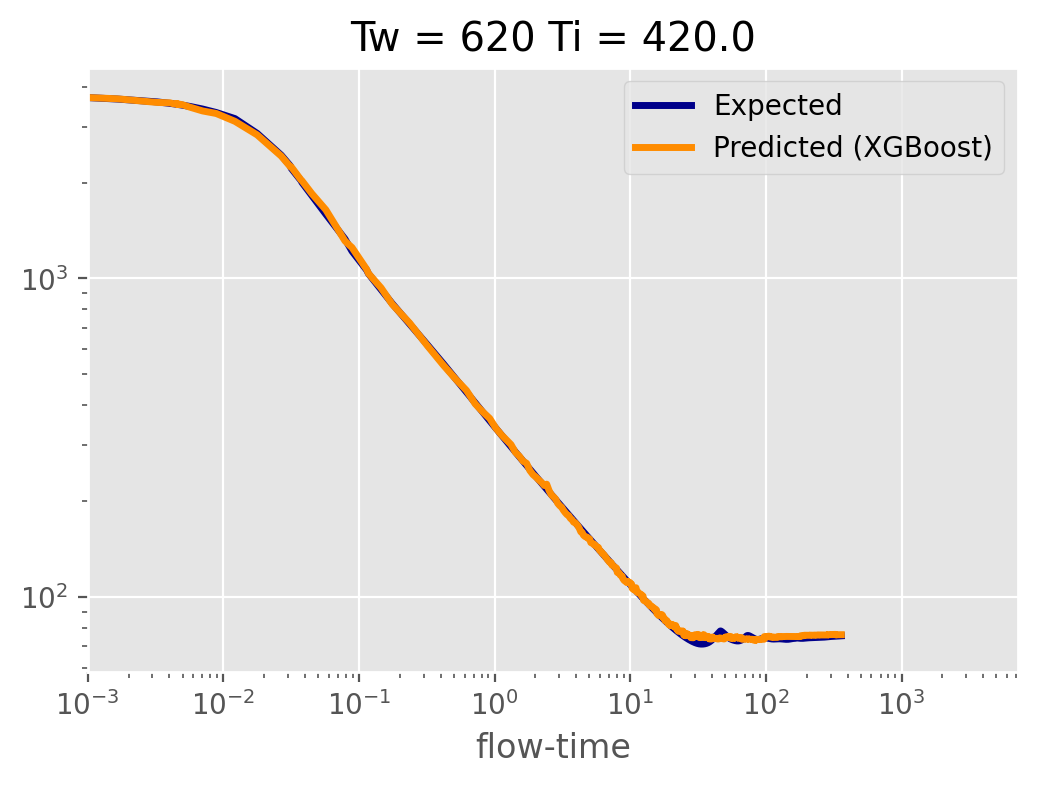 Tw = 620 Ti = 420.0
Expected
Predicted (XGBoost)
10³
10²
10⁻³ 10⁻² 10⁻¹ 10⁰ 10¹ 10² 10³
flow-time